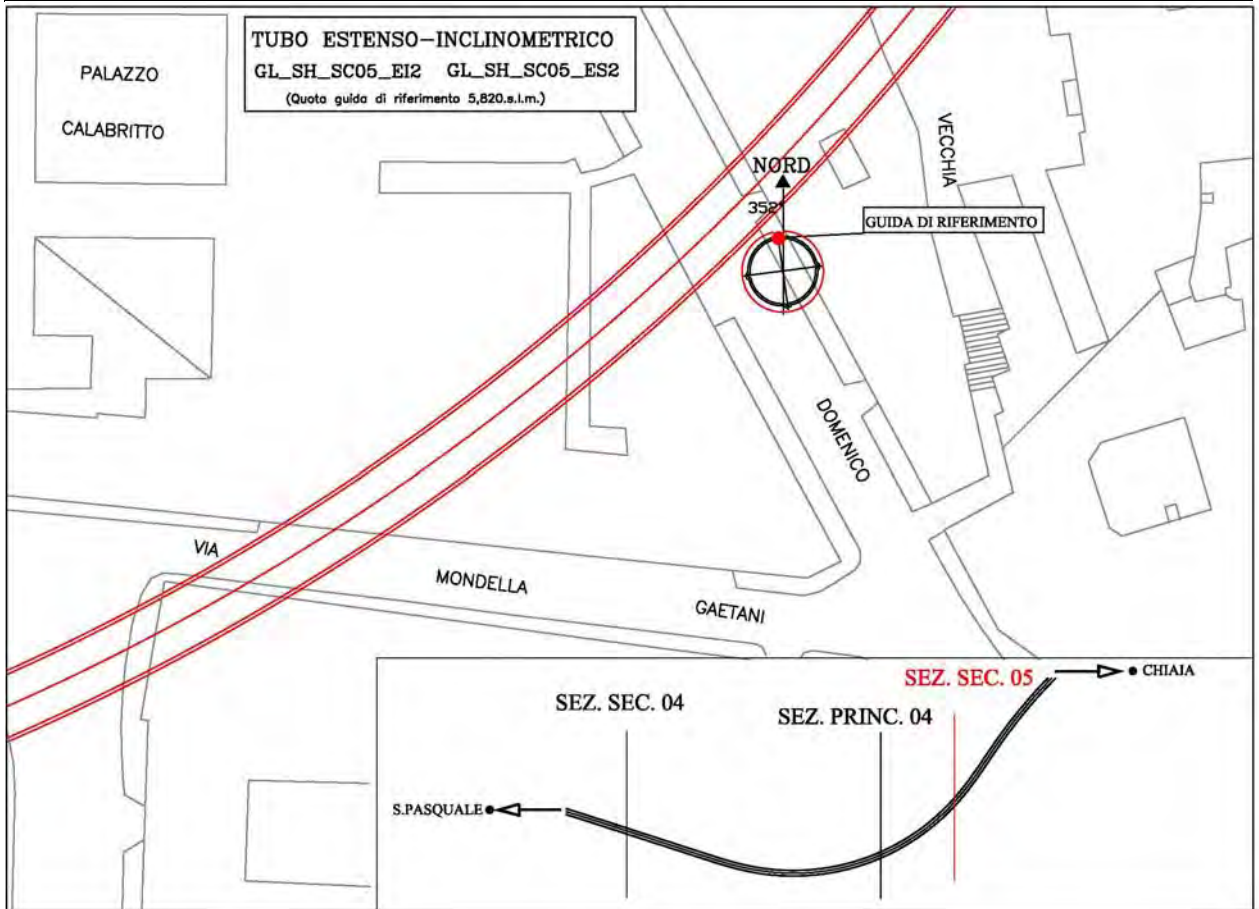 TUBO ESTENSO-INCLINOMETRICO
GL_SH_SC05_EI2 GL_SH_SC05_ES2
(Quota guida di riferimento 5,820.s.l.m.)
PALAZZO
CALABRITTO
VECCHIA
NORD
352
GUIDA DI RIFERIMENTO
DOMENICO
VIA
MONDELLA
GAETANI
SEZ. SEC. 05
CHIAIA
SEZ. SEC. 04
SEZ. PRINC. 04
S.PASQUALE